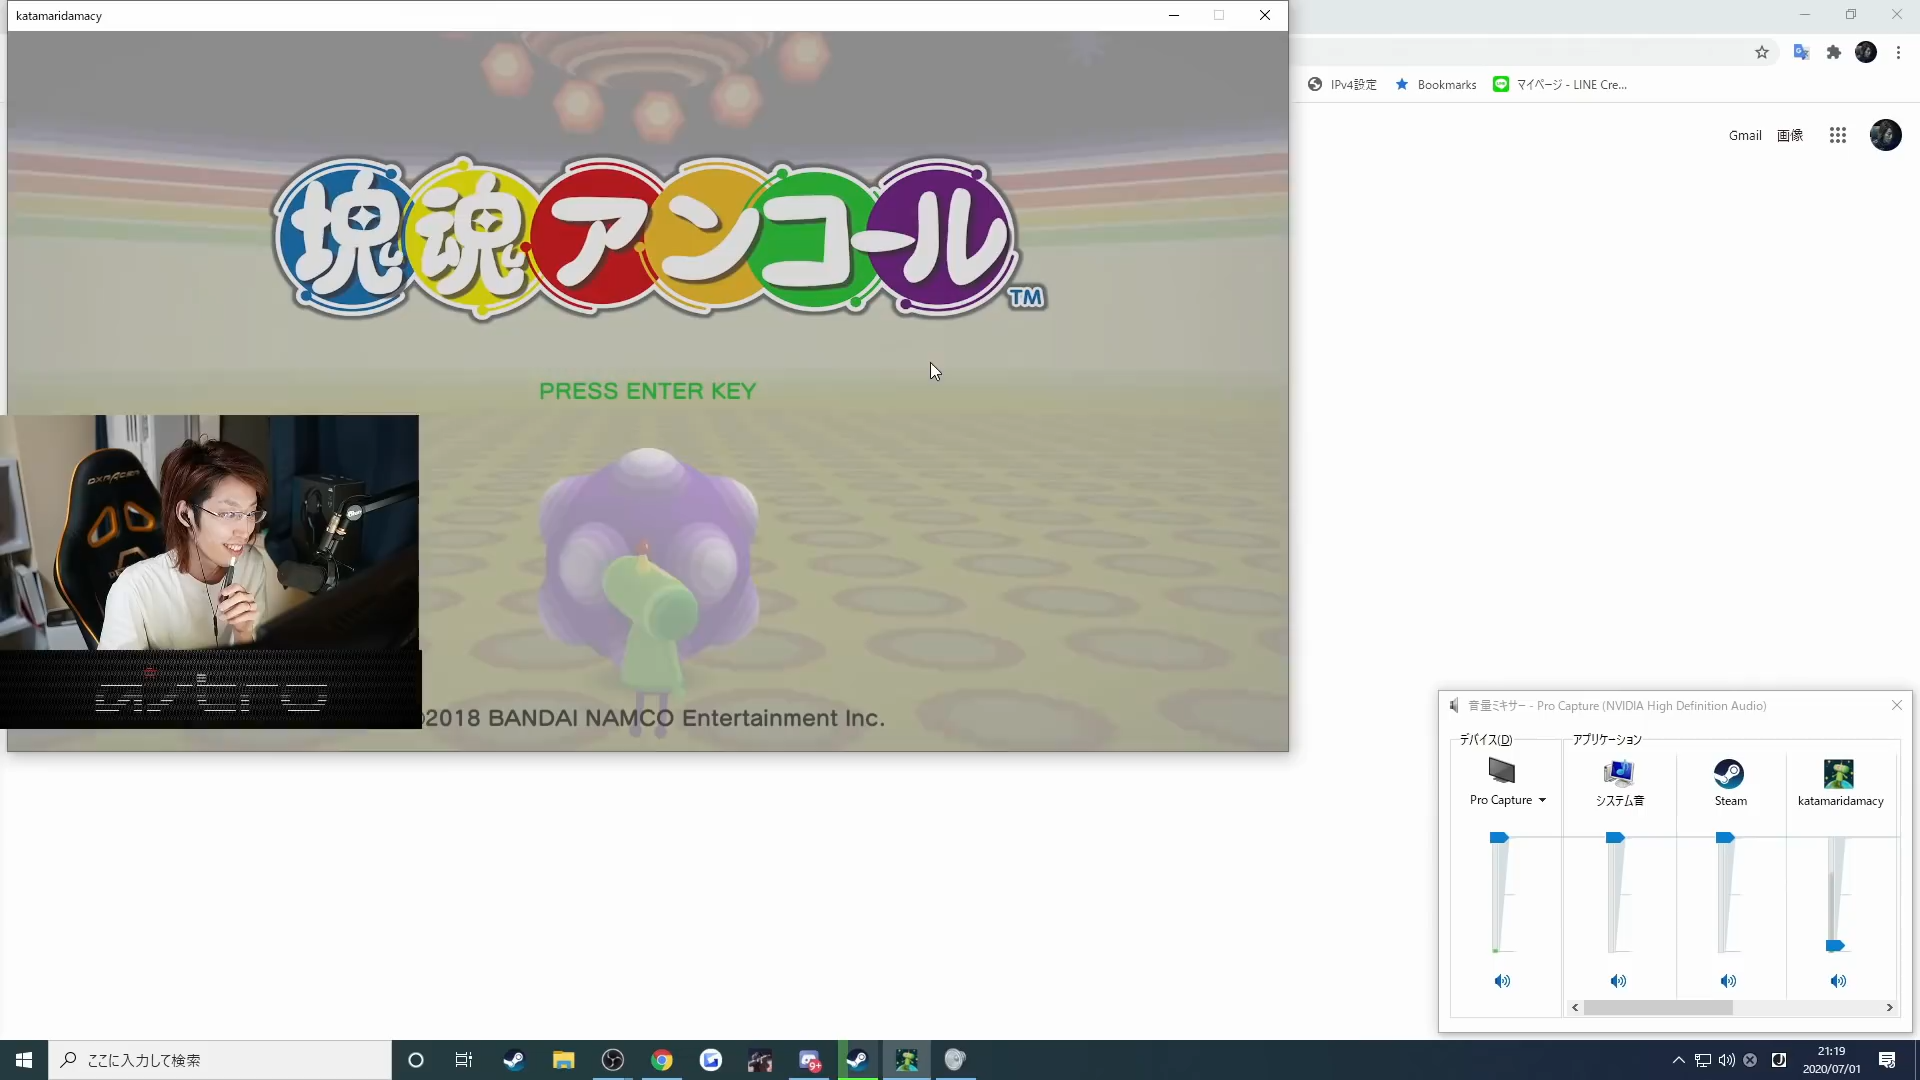 katamaridamacy
IPv4設定
Bookmarks
マイページ - LINE Cre...
Gmail
画像
塊魂アンコール
TM
PRESS ENTER KEY
DXRACER
©2018 BANDAI NAMCO Entertainment Inc.
音量ミキサー - Pro Capture (NVIDIA High Definition Audio)
デバイス(D)
アプリケーション
Pro Capture
システム音
Steam
katamaridamacy
ここに入力して検索
9+
21:19
2020/07/01